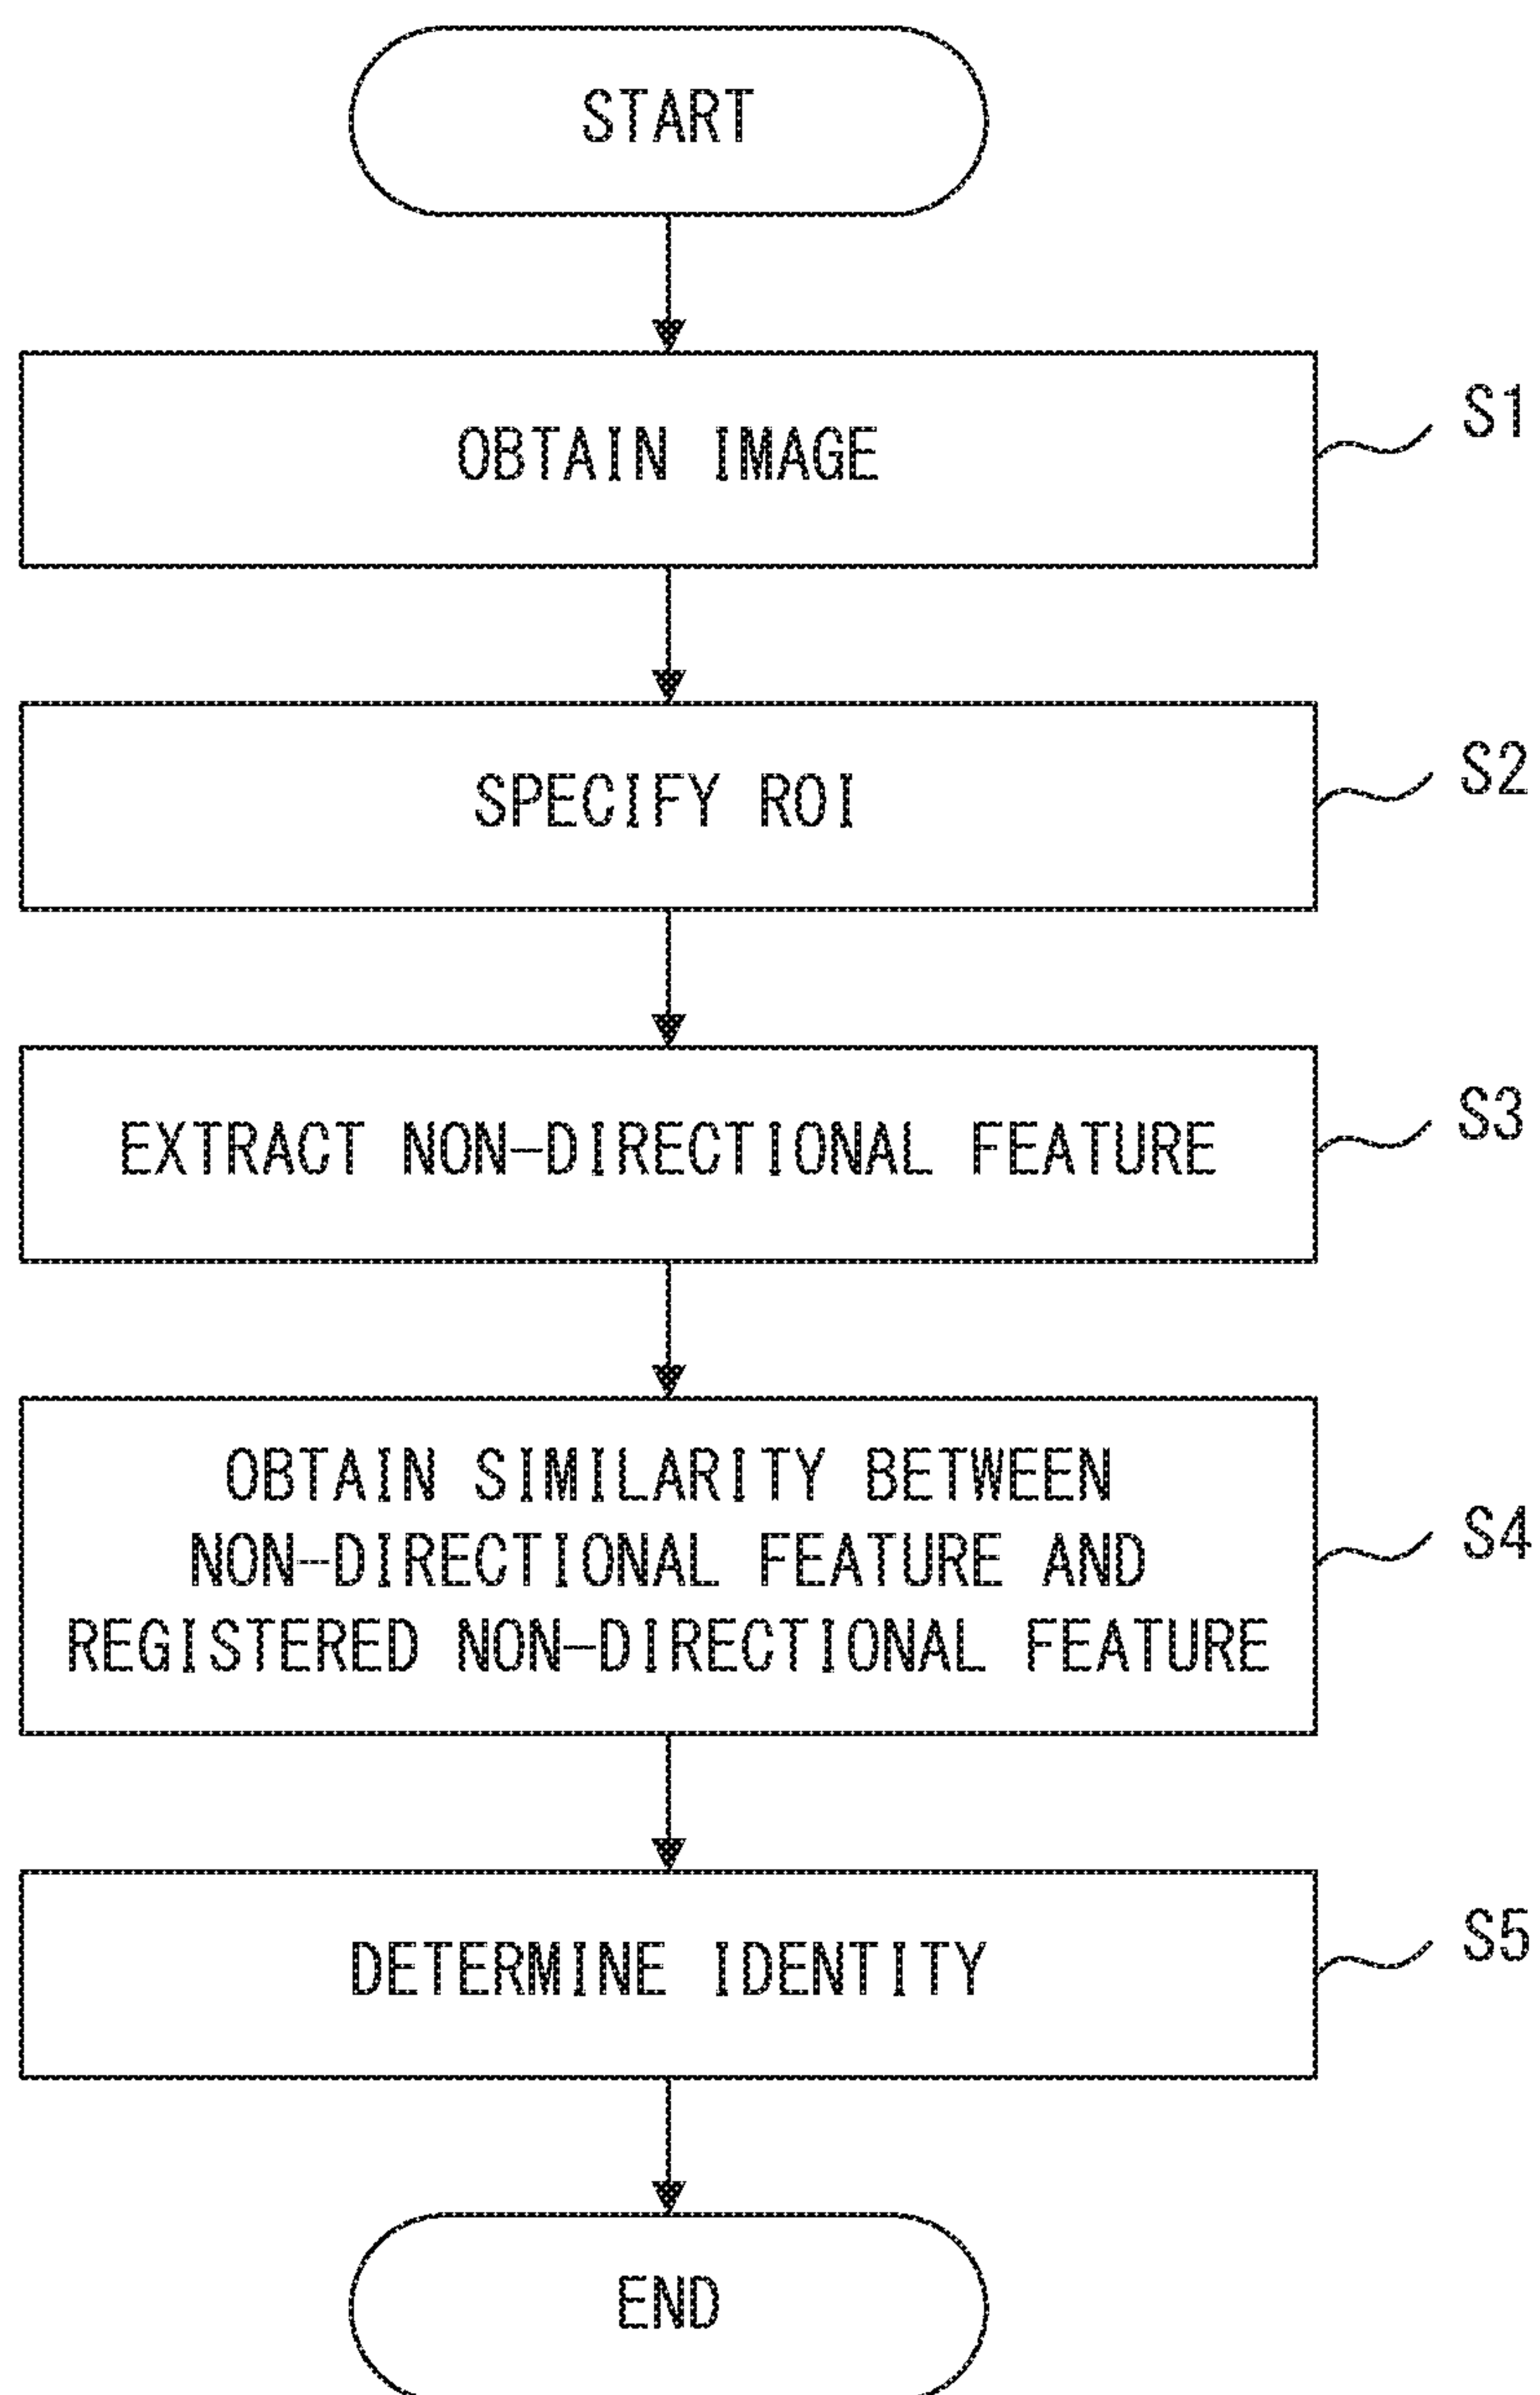 START
OBTAIN IMAGE
S1
SPECIFY ROI
S2
EXTRACT NON-DIRECTIONAL FEATURE
S3
OBTAIN SIMILARITY BETWEEN
NON-DIRECTIONAL FEATURE AND
REGISTERED NON-DIRECTIONAL FEATURE
S4
DETERMINE IDENTITY
S5
END